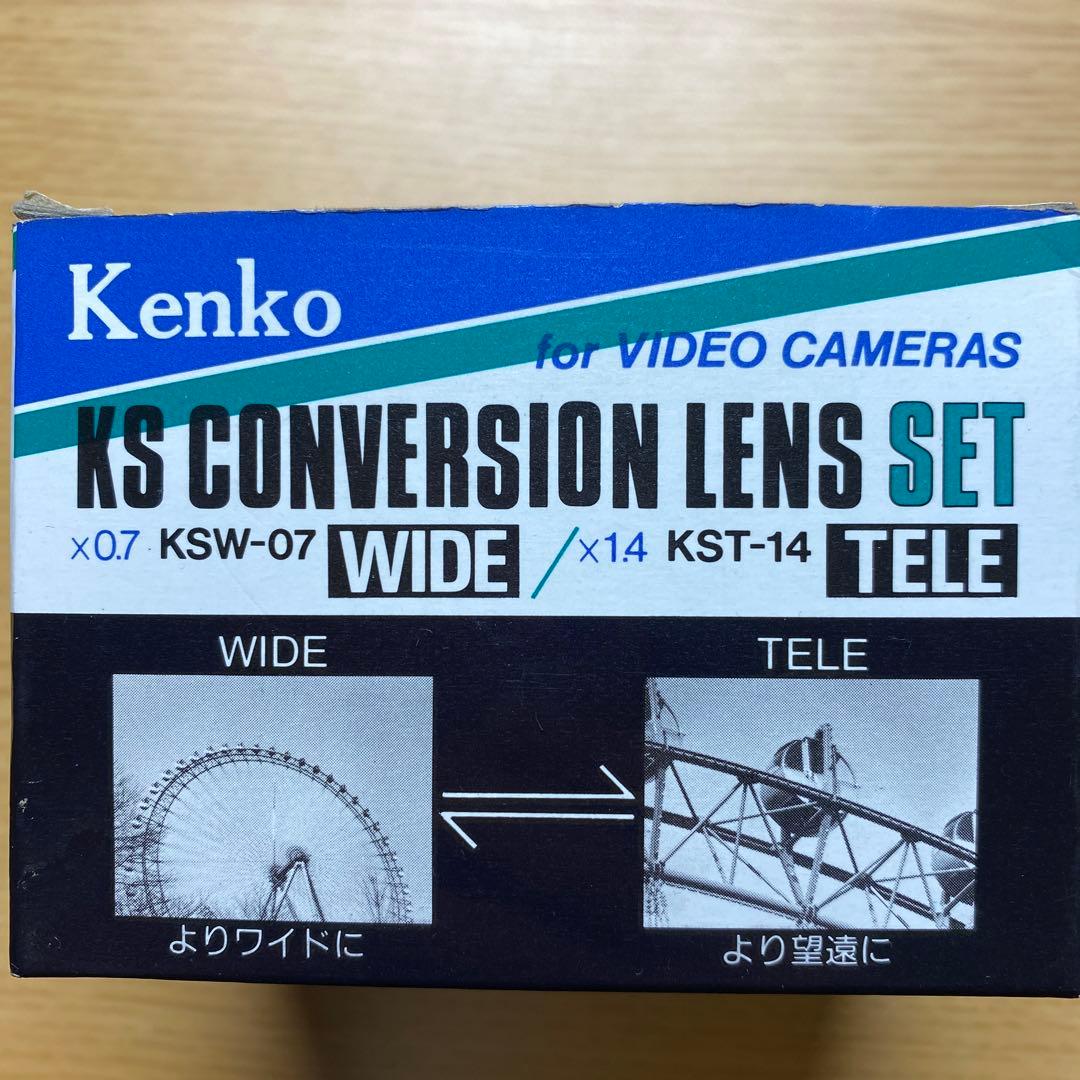 Kenko
for VIDEO CAMERAS
KS CONVERSION LENS SET
×0.7 KSW-07 WIDE / ×1.4 KST-14 TELE
WIDE TELE
よりワイドに より望遠に